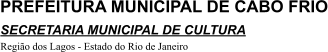 PREFEITURA MUNICIPAL DE CABO FRIO
SECRETARIA MUNICIPAL DE CULTURA
Região dos Lagos - Estado do Rio de Janeiro